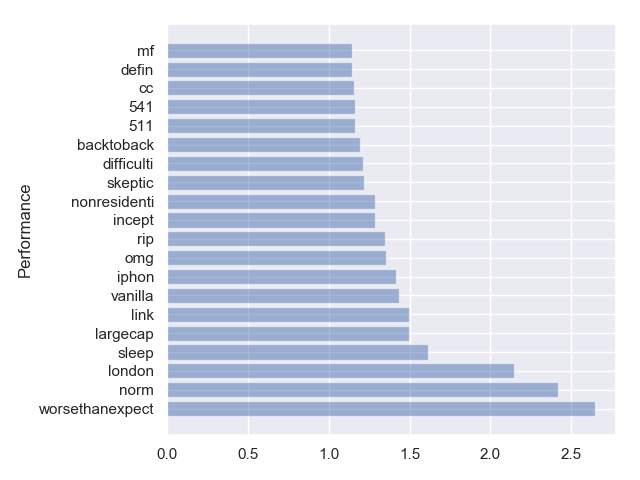 mf
defin
cc
541
511
backtoback
difficulti
skeptic
nonresidenti
incept
rip
omg
iphon
vanilla
link
largecap
sleep
london
norm
worsethanexpect
Performance
0.0 0.5 1.0 1.5 2.0 2.5